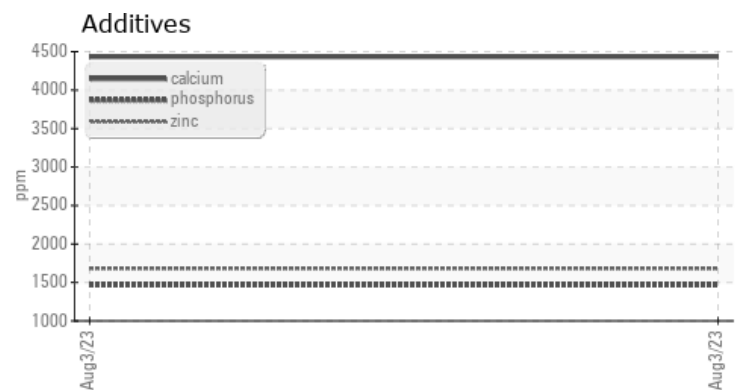 Additives
4500
4000
3500
3000
2500
2000
1500
1000
ppm
calcium
phosphorus
zinc
Aug3/23
Aug3/23